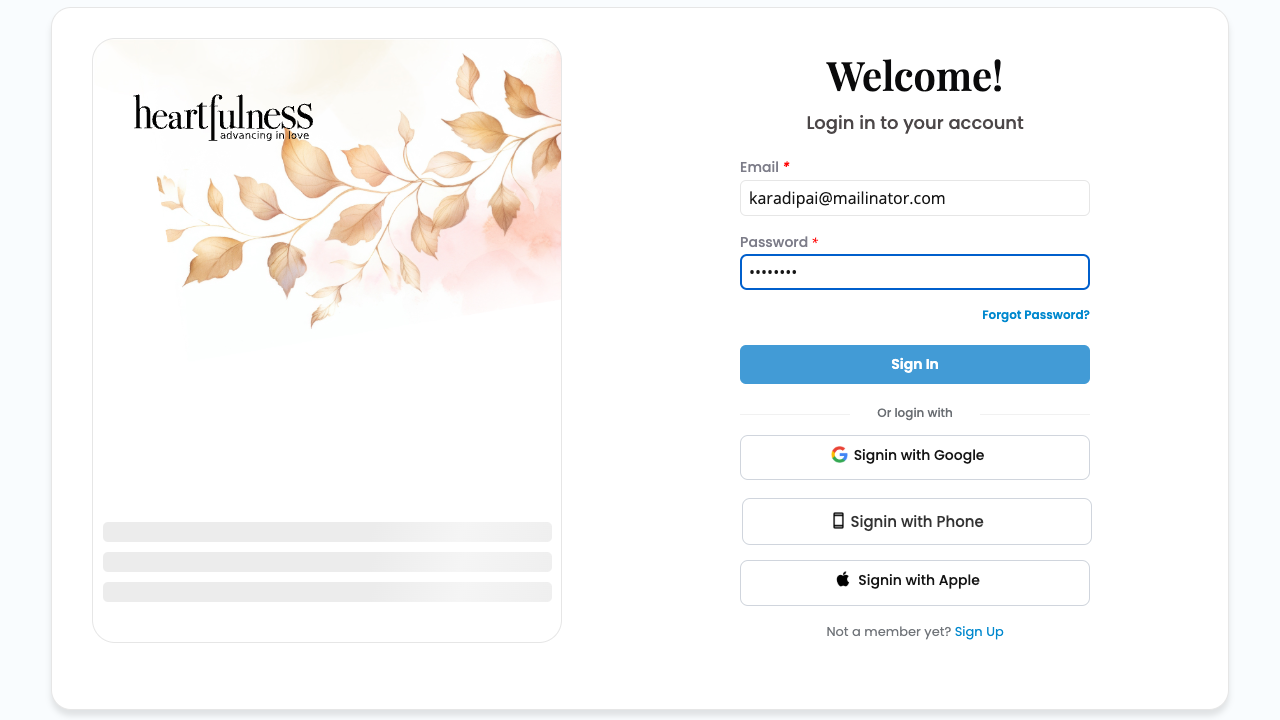 heartfulness
advancing in love
Welcome!
Login in to your account
Email *
karadipai@mailinator.com
Password *
••••••••
Forgot Password?
Sign In
Or login with
Signin with Google
Signin with Phone
Signin with Apple
Not a member yet? Sign Up